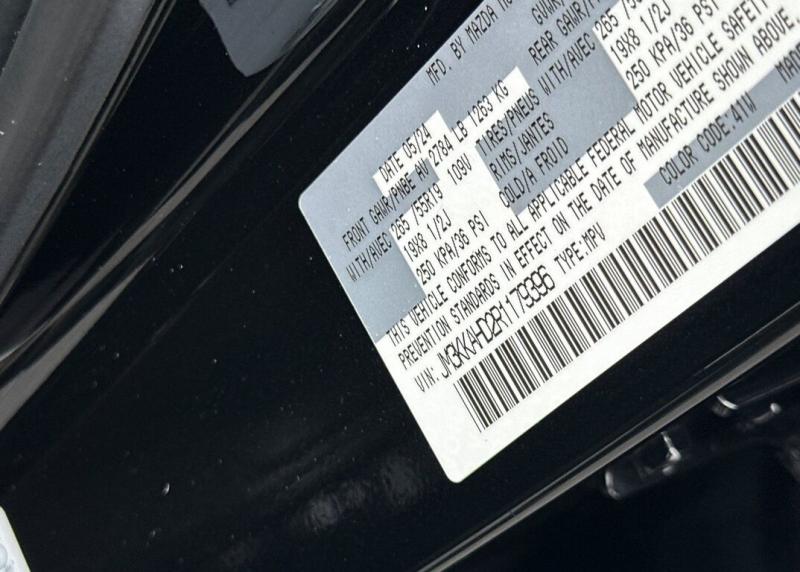 MFD. BY MAZDA
DATE 05/24
FRONT GAWR/PNBE AV 2784 LB 1263 KG
REAR GAWR
WITH/AVEC 265 /55R19 109V TIRES/PNEUS WITH/AVEC 265
19X8 1/2J RIMS/JANTES 19X8 1/2J
250 KPA/36 PSI COLD/A FROID 250 KPA/36 PSI
THIS VEHICLE CONFORMS TO ALL APPLICABLE FEDERAL MOTOR VEHICLE SAFETY
PREVENTION STANDARDS IN EFFECT ON THE DATE OF MANUFACTURE SHOWN ABOVE.
VIN: JM3KKAHD2R1179396 TYPE:MPV COLOR CODE:41W